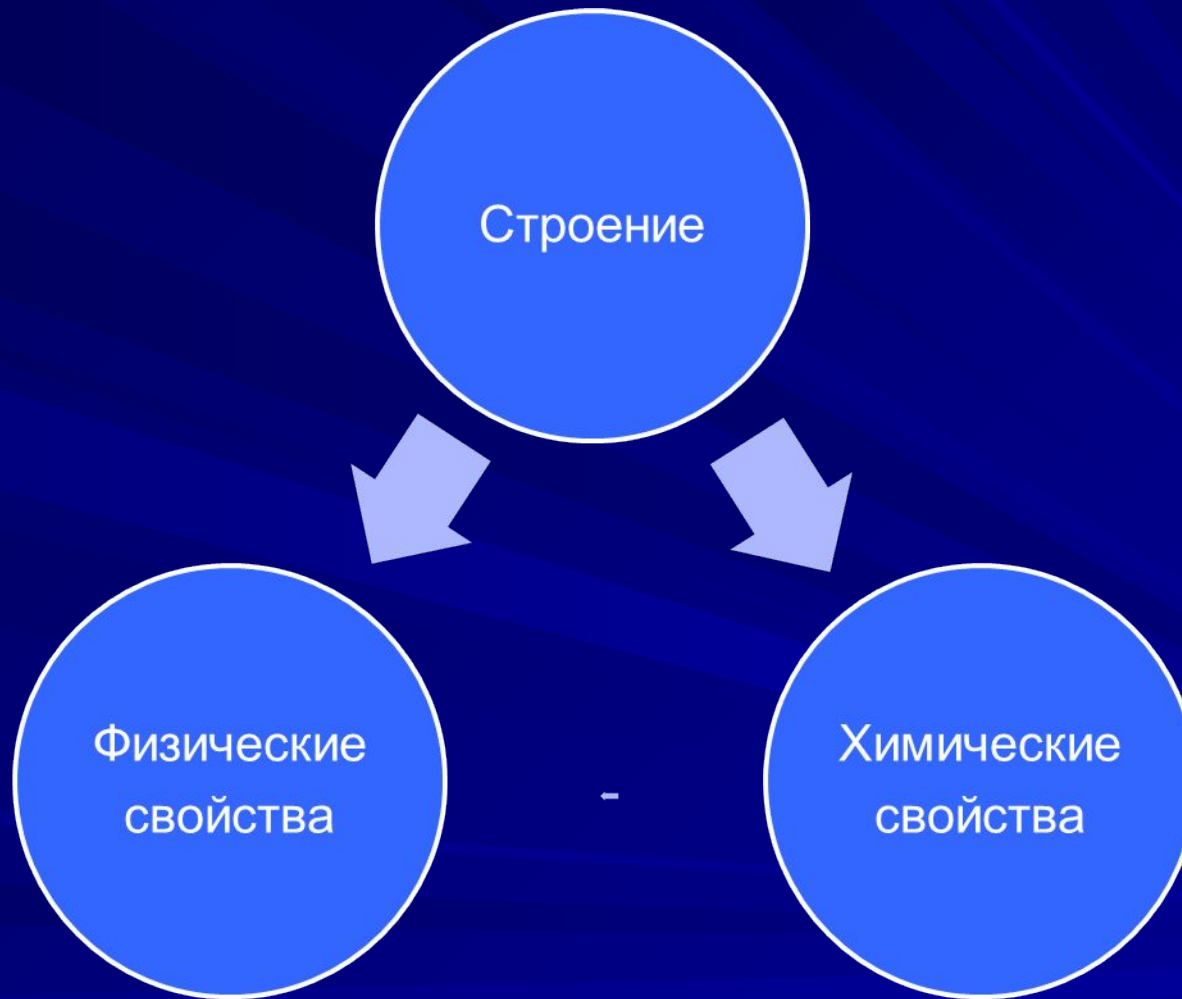 Строение
Физические
свойства
Химические
свойства